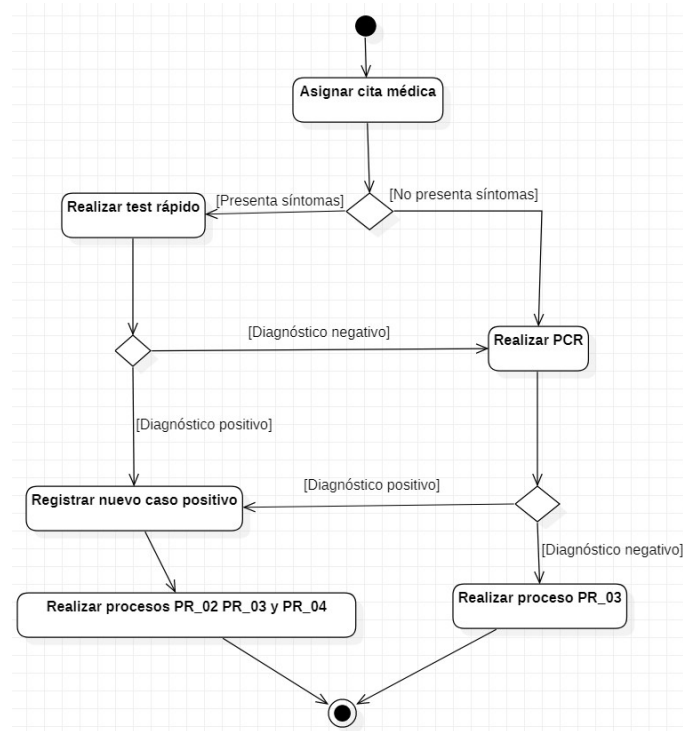 Asignar cita médica
[Presenta síntomas]
[No presenta síntomas]
Realizar test rápido
[Diagnóstico negativo]
Realizar PCR
[Diagnóstico positivo]
[Diagnóstico positivo]
Registrar nuevo caso positivo
[Diagnóstico negativo]
Realizar procesos PR_02 PR_03 y PR_04
Realizar proceso PR_03